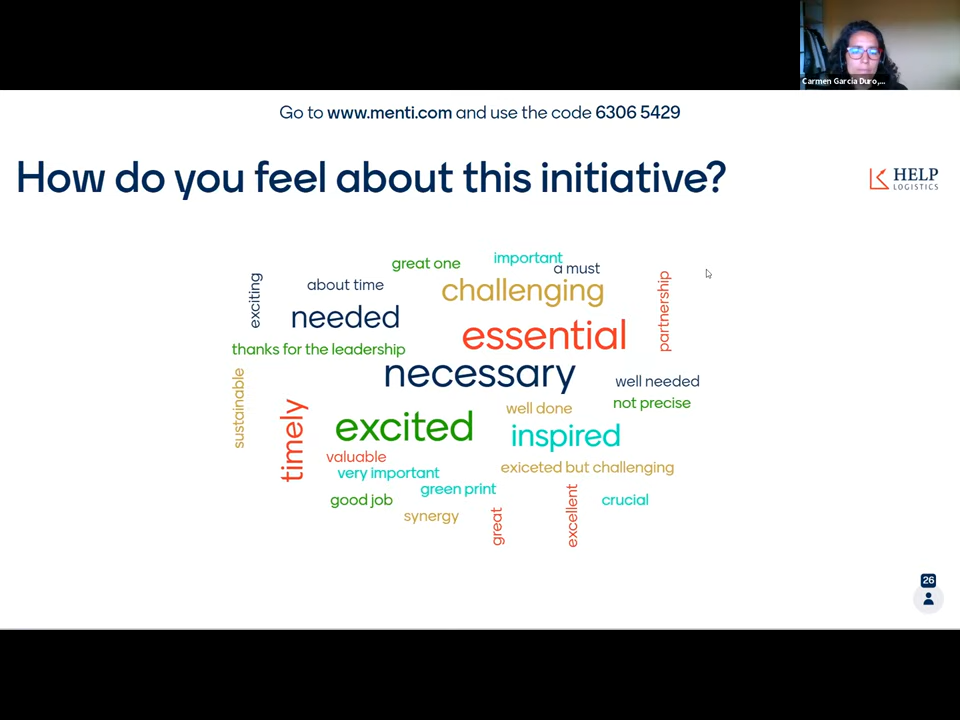 Carmen Garcia Duro,...
Go to www.menti.com and use the code 6306 5429
How do you feel about this initiative?
HELP
LOGISTICS
great one
important
a must
exciting
about time
challenging
partnership
needed
essential
thanks for the leadership
necessary
well needed
sustainable
timely
well done
not precise
excited
inspired
valuable
very important
exiceted but challenging
green print
good job
excellent
crucial
synergy
great
26